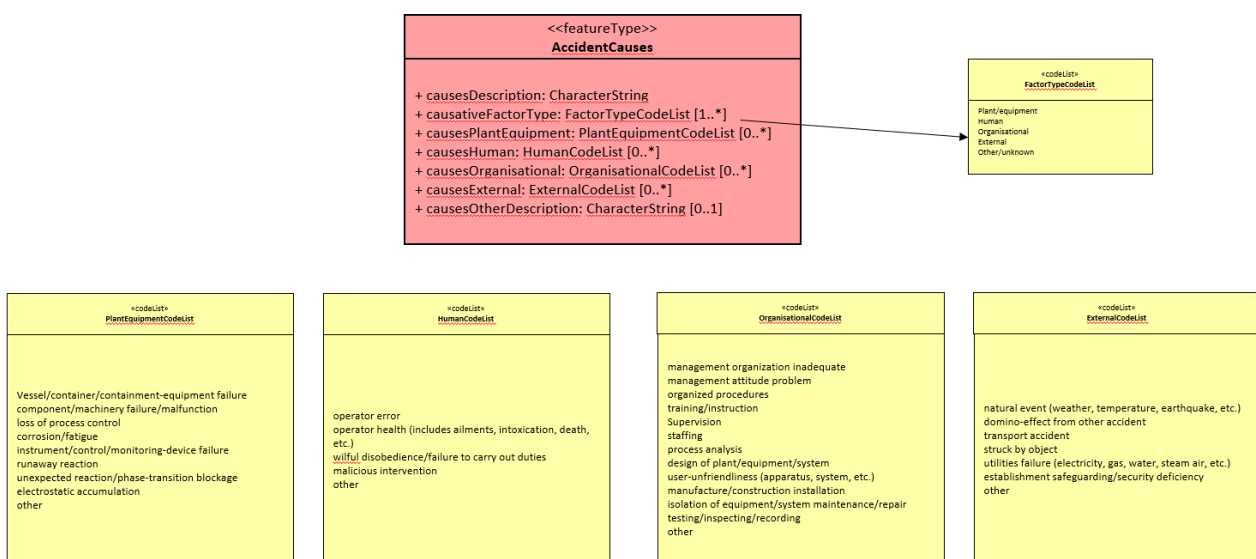 <<featureType>>
AccidentCauses
+ causesDescription: CharacterString
+ causativeFactorType: FactorTypeCodeList [1..*]
+ causesPlantEquipment: PlantEquipmentCodeList [0..*]
+ causesHuman: HumanCodeList [0..*]
+ causesOrganisational: OrganisationalCodeList [0..*]
+ causesExternal: ExternalCodeList [0..*]
+ causesOtherDescription: CharacterString [0..1]
«codeList»
FactorTypeCodeList
Plant/equipment
Human
Organisational
External
Other/unknown
«codeList»
PlantEquipmentCodeList
Vessel/container/containment-equipment failure
component/machinery failure/malfunction
loss of process control
corrosion/fatigue
instrument/control/monitoring-device failure
runaway reaction
unexpected reaction/phase-transition blockage
electrostatic accumulation
other
«codeList»
HumanCodeList
operator error
operator health (includes ailments, intoxication, death,
etc.)
wilful disobedience/failure to carry out duties
malicious intervention
other
«codeList»
OrganisationalCodeList
management organization inadequate
management attitude problem
organized procedures
training/instruction
Supervision
staffing
process analysis
design of plant/equipment/system
user-unfriendliness (apparatus, system, etc.)
manufacture/construction installation
isolation of equipment/system maintenance/repair
testing/inspecting/recording
other
«codeList»
ExternalCodeList
natural event (weather, temperature, earthquake, etc.)
domino-effect from other accident
transport accident
struck by object
utilities failure (electricity, gas, water, steam air, etc.)
establishment safeguarding/security deficiency
other